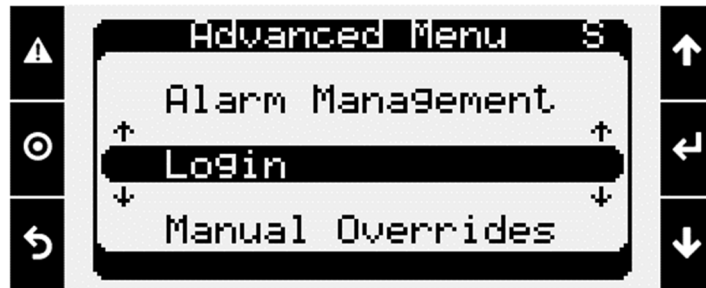 Advanced Menu S
Alarm Management
Login
Manual Overrides